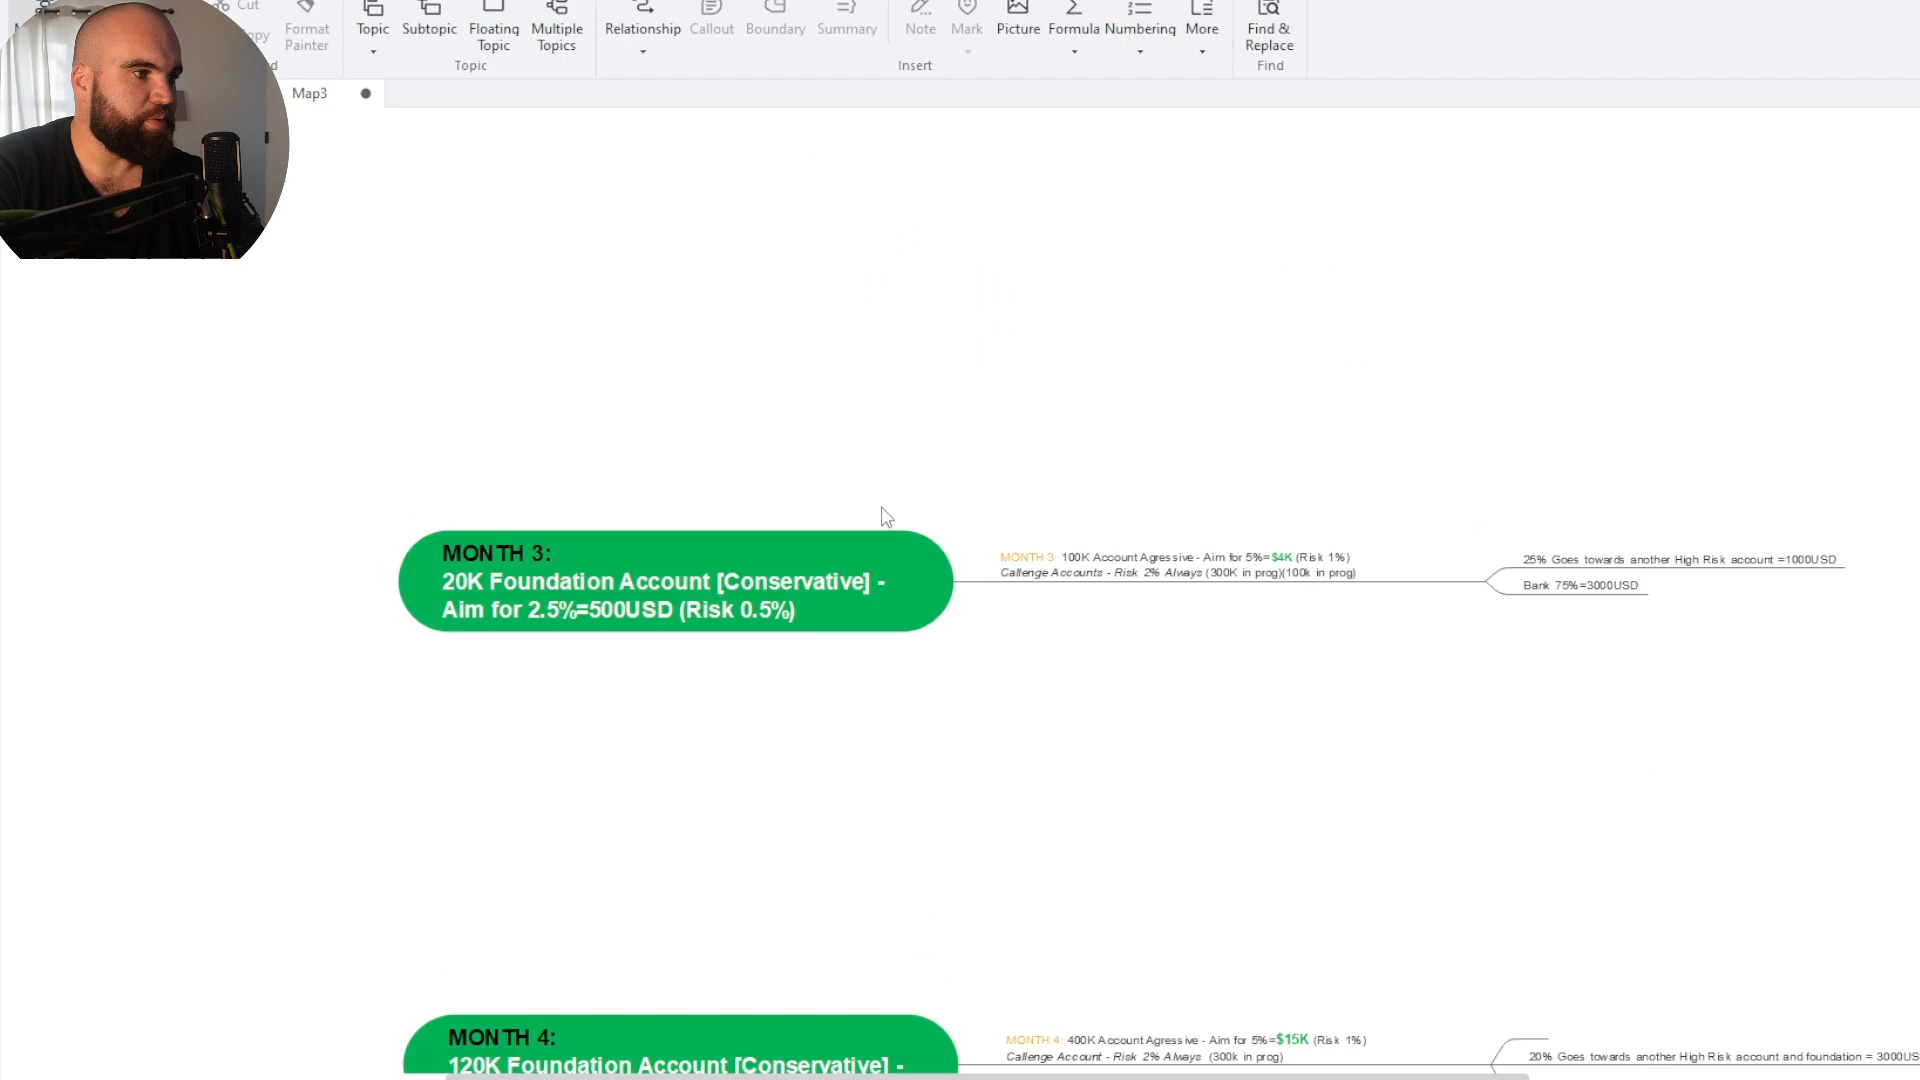 Cut
Format
Painter
Topic
Subtopic
Floating
Topic
Multiple
Topics
Topic
Relationship
Callout
Boundary
Summary
Note
Mark
Picture
Formula
Numbering
More
Insert
Find &
Replace
Find
Map3
MONTH 3:
20K Foundation Account [Conservative] -
Aim for 2.5%=500USD (Risk 0.5%)
MONTH 3: 100K Account Agressive - Aim for 5%=$4K (Risk 1%)
Callenge Accounts - Risk 2% Always (300K in prog)(100k in prog)
25% Goes towards another High Risk account =1000USD
Bank 75%=3000USD
MONTH 4:
120K Foundation Account [Conservative] -
MONTH 4: 400K Account Agressive - Aim for 5%=$15K (Risk 1%)
Callenge Account - Risk 2% Always (300k in prog)
20% Goes towards another High Risk account and foundation = 3000US